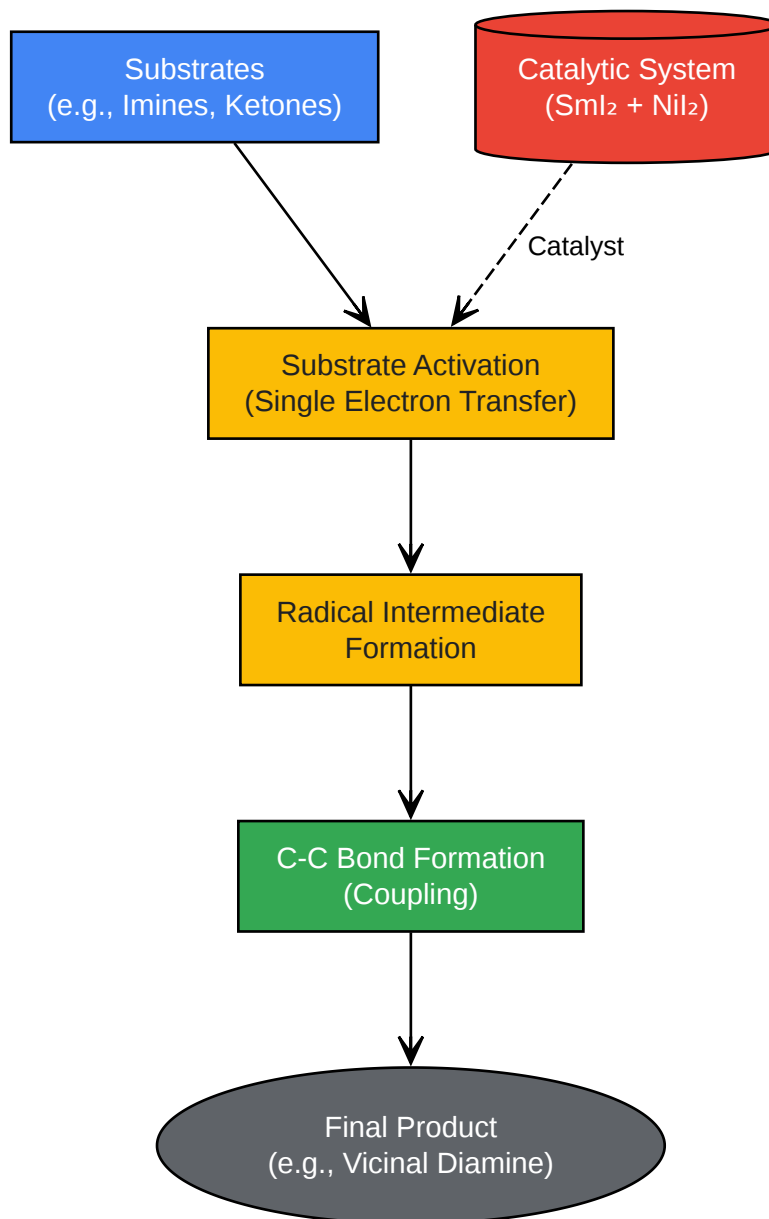 Substrates
(e.g., Imines, Ketones)
Catalytic System
(SmI₂ + NiI₂)
Catalyst
Substrate Activation
(Single Electron Transfer)
Radical Intermediate
Formation
C-C Bond Formation
(Coupling)
Final Product
(e.g., Vicinal Diamine)